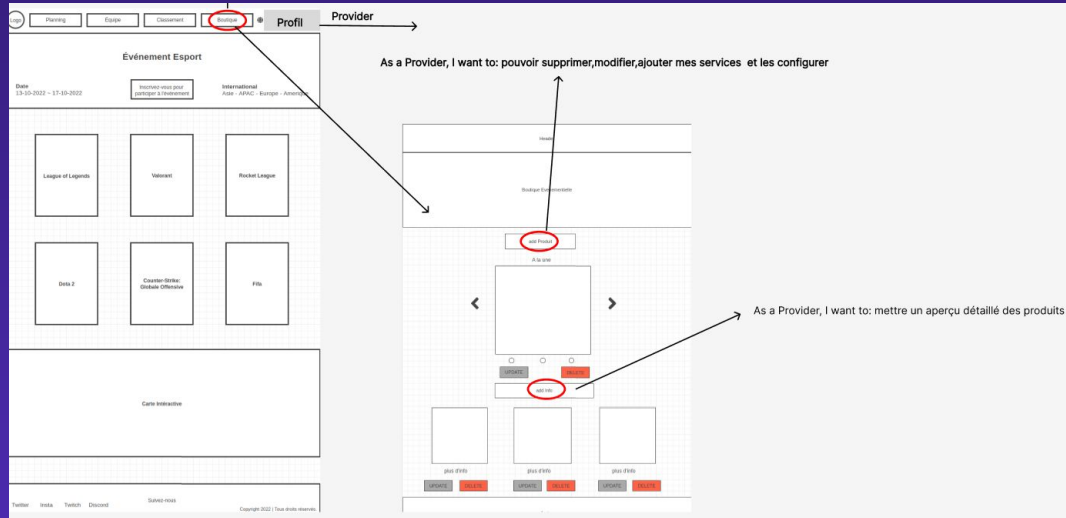 Logo
Planning
Équipe
Classement
Boutique
Profil
Provider
Événement Esport
Date
13-10-2022 ~ 17-10-2022
Inscrivez-vous pour
participer à l'événement
International
Asie - APAC - Europe - Amérique
League of Legends
Valorant
Rocket League
Dota 2
Counter-Strike:
Globale Offensive
Fifa
Carte Intéractive
Suivez-nous
Twitter
Insta
Twitch
Discord
Copyright 2022 | Tous droits réservés
As a Provider, I want to: pouvoir supprimer,modifier,ajouter mes services et les configurer
Header
Boutique Evénementielle
add Produit
A la une
UPDATE
DELETE
add Info
As a Provider, I want to: mettre un aperçu détaillé des produits
plus d'info
plus d'info
plus d'info
UPDATE
DELETE
UPDATE
DELETE
UPDATE
DELETE